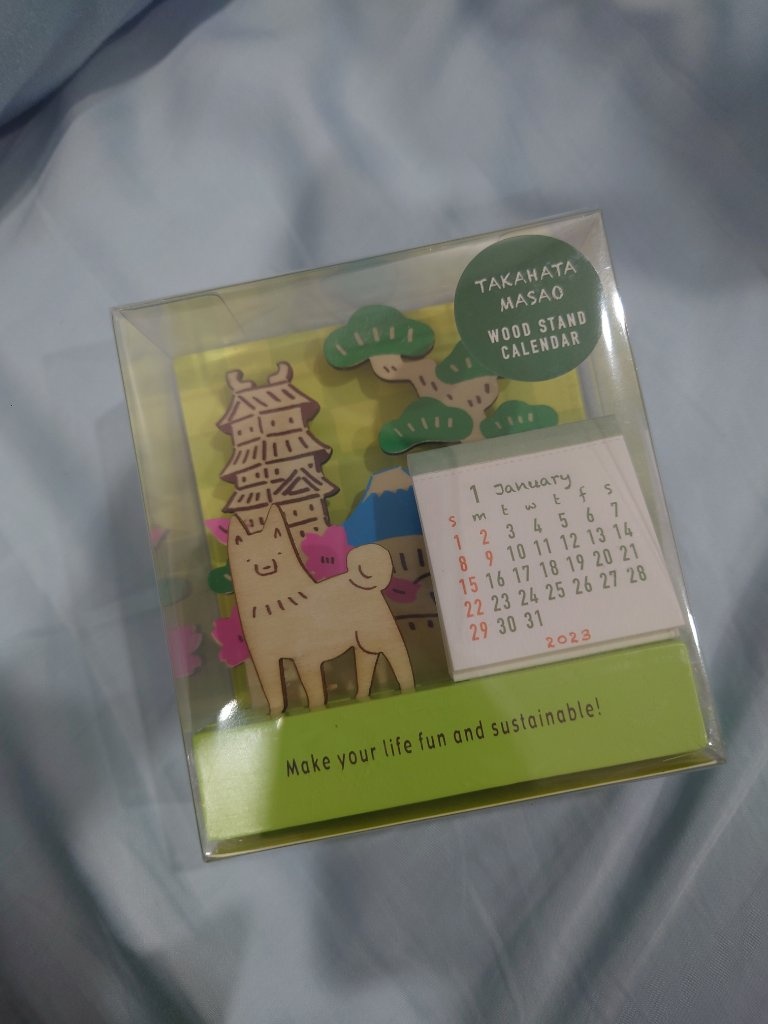 TAKAHATA
MASAO
WOOD STAND
CALENDAR
1 January
s m t w t f s
1 2 3 4 5 6 7
8 9 10 11 12 13 14
15 16 17 18 19 20 21
22 23 24 25 26 27 28
29 30 31
2023
Make your life fun and sustainable!